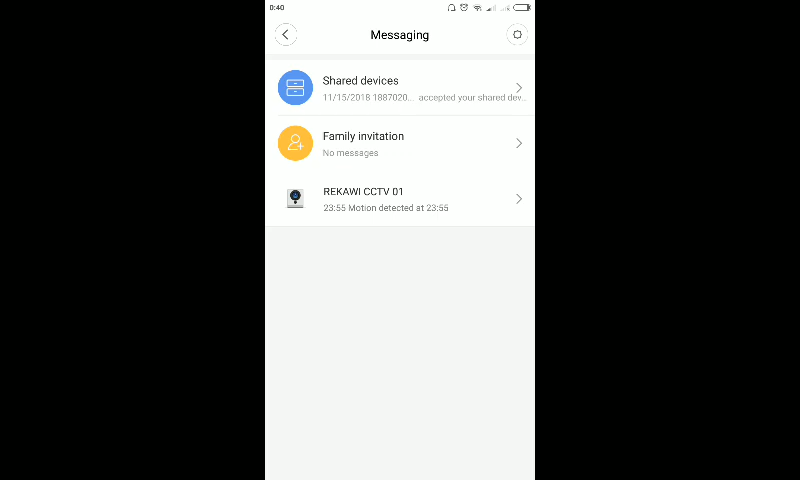 0:40
Messaging
Shared devices
11/15/2018 1887020... accepted your shared dev...
Family invitation
No messages
REKAWI CCTV 01
23:55 Motion detected at 23:55